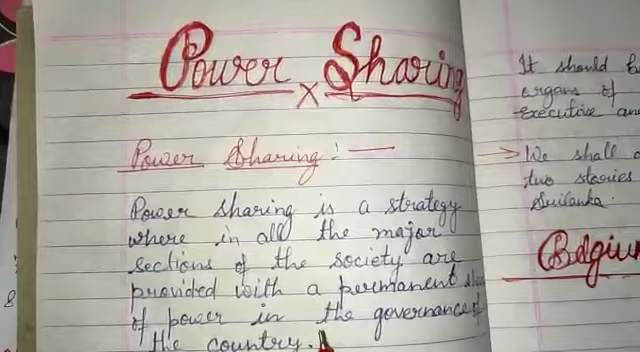 Power Sharing
Power Sharing:—
Power sharing is a strategy
where in all the major
sections of the society are
provided with a permanent
of power in the governance of
the country.
It should
organs of
executive
→ We shall
two stories
Srilanka.
Belgium